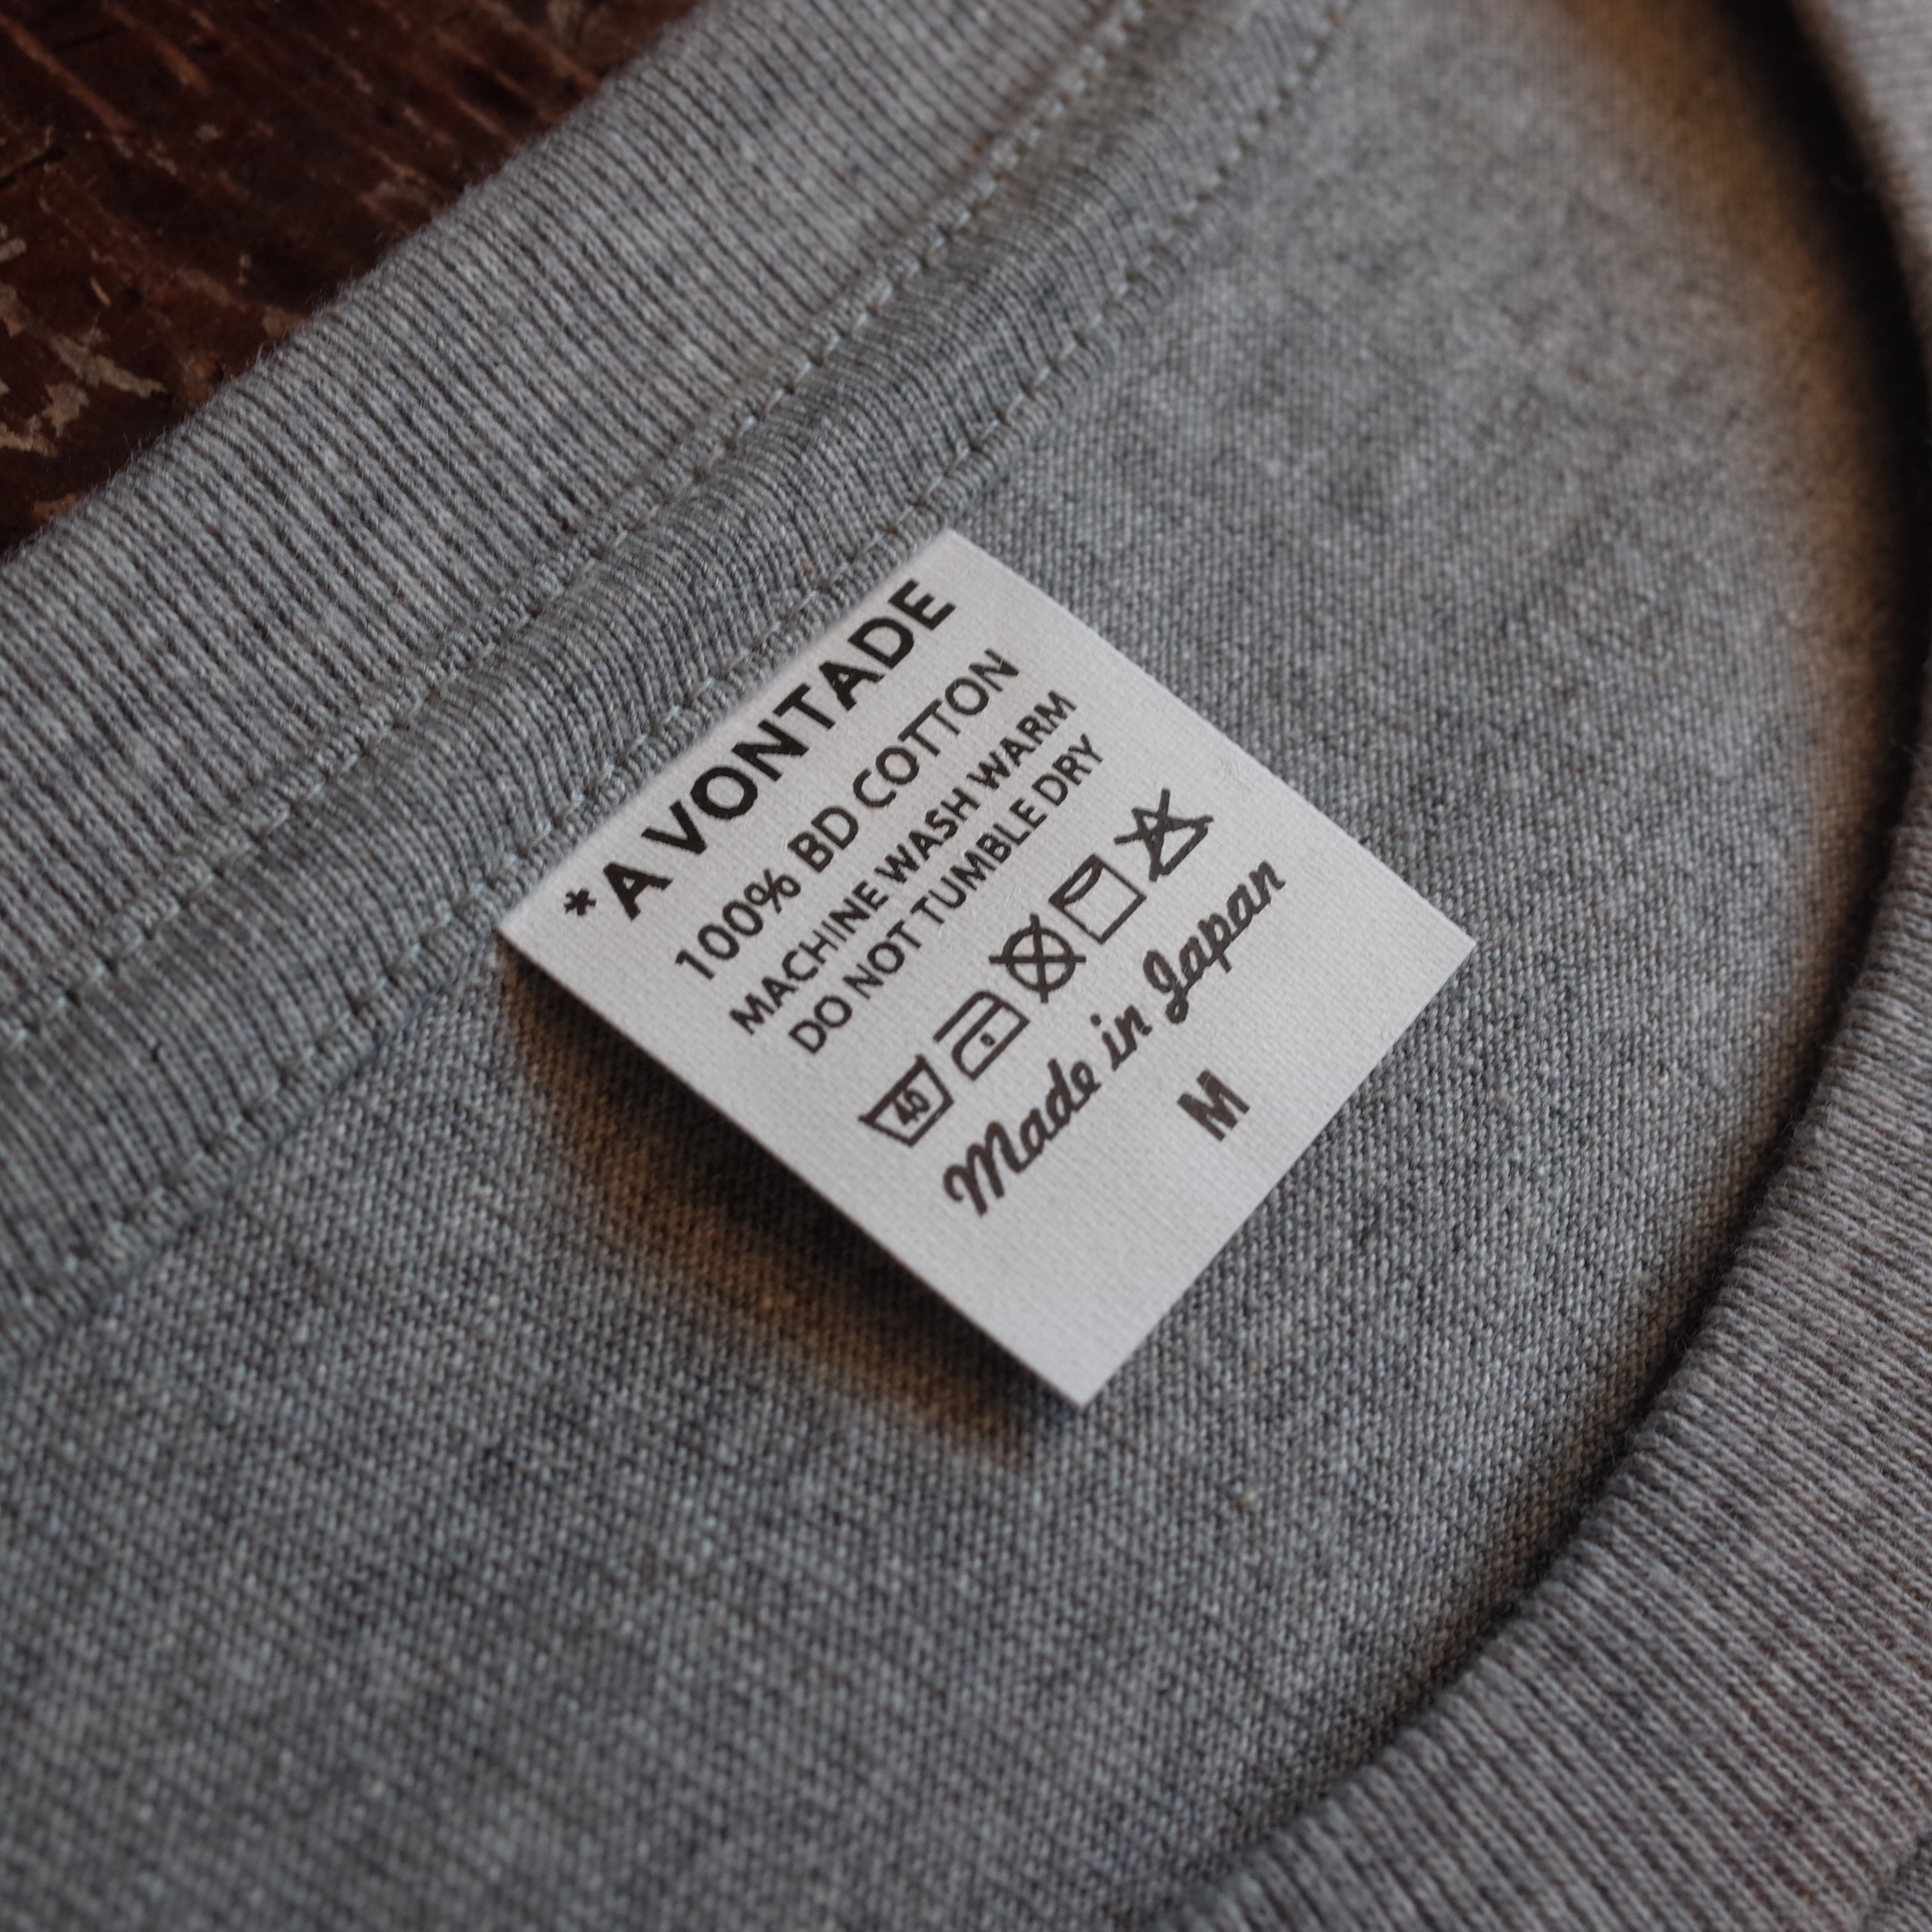 *A VONTADE
100% BD COTTON
MACHINE WASH WARM
DO NOT TUMBLE DRY
40
Made in Japan
M